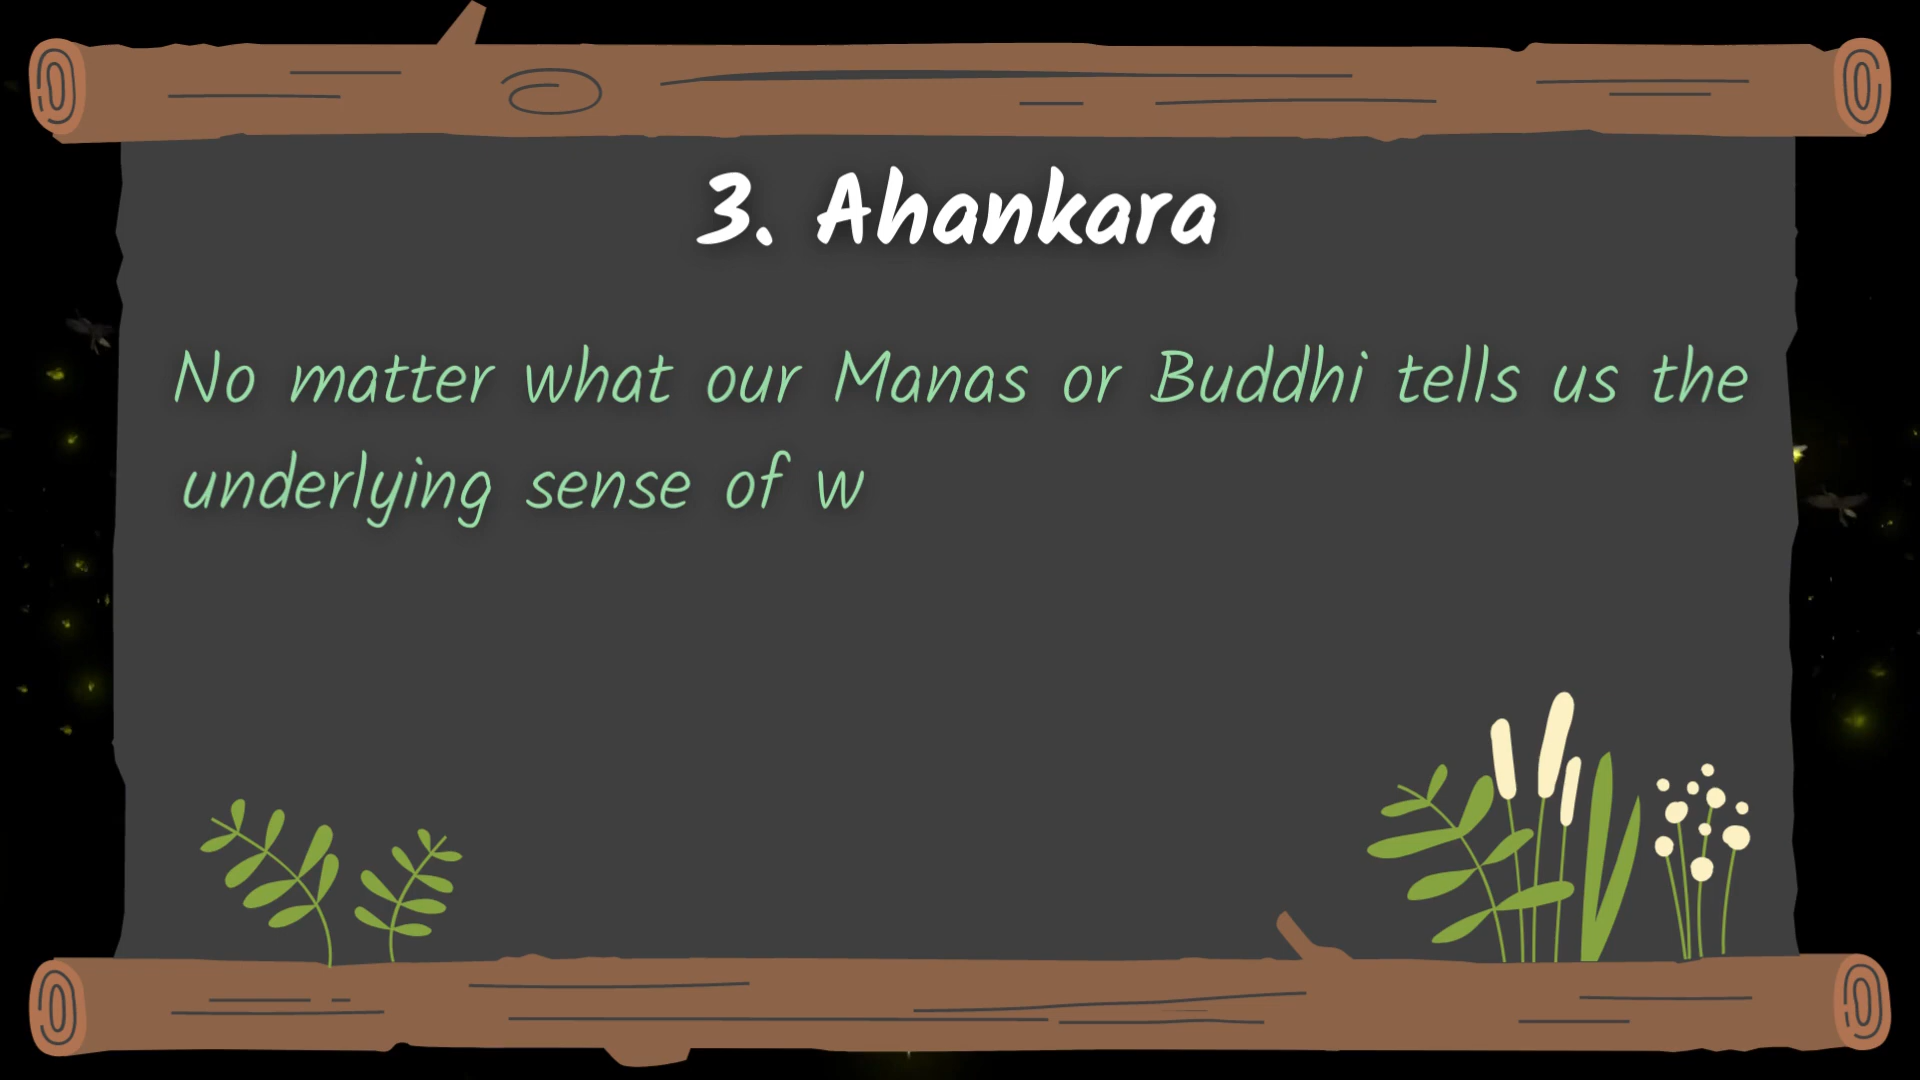 3. Ahankara
No matter what our Manas or Buddhi tells us the
underlying sense of w